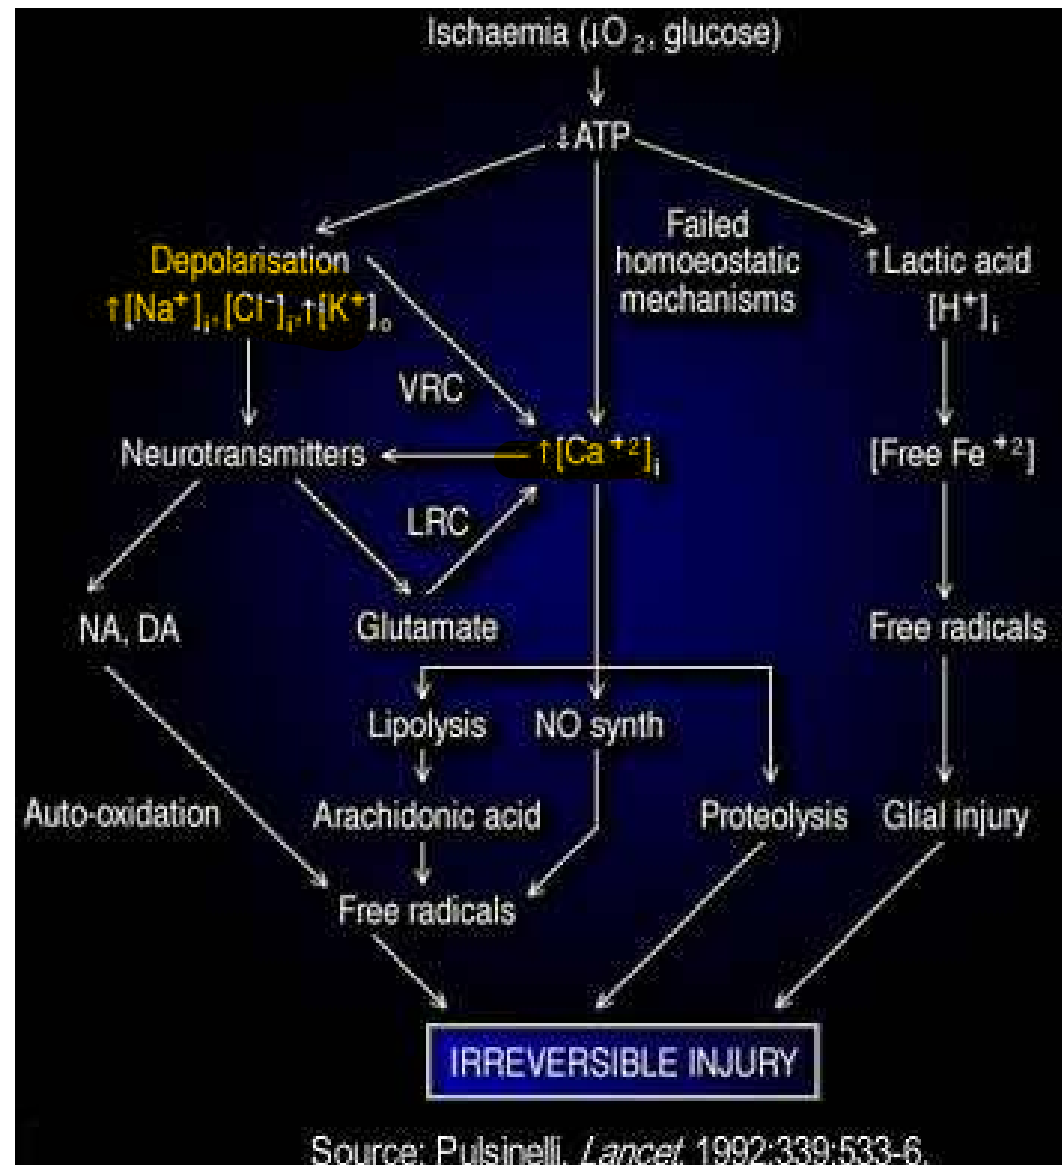 Ischaemia (↓O₂, glucose)
↓ATP
Failed
homoeostatic
mechanisms
Depolarisation
↑[Na⁺]ᵢ,[Cl⁻]ᵢ,↑[K⁺]ₒ
↑Lactic acid
[H⁺]ᵢ
VRC
Neurotransmitters
↑[Ca⁺²]ᵢ
[Free Fe⁺²]
LRC
NA, DA
Glutamate
Free radicals
Lipolysis
NO synth
Auto-oxidation
Arachidonic acid
Proteolysis
Glial injury
Free radicals
IRREVERSIBLE INJURY
Source: Pulsinelli. Lancet. 1992;339:533-6.